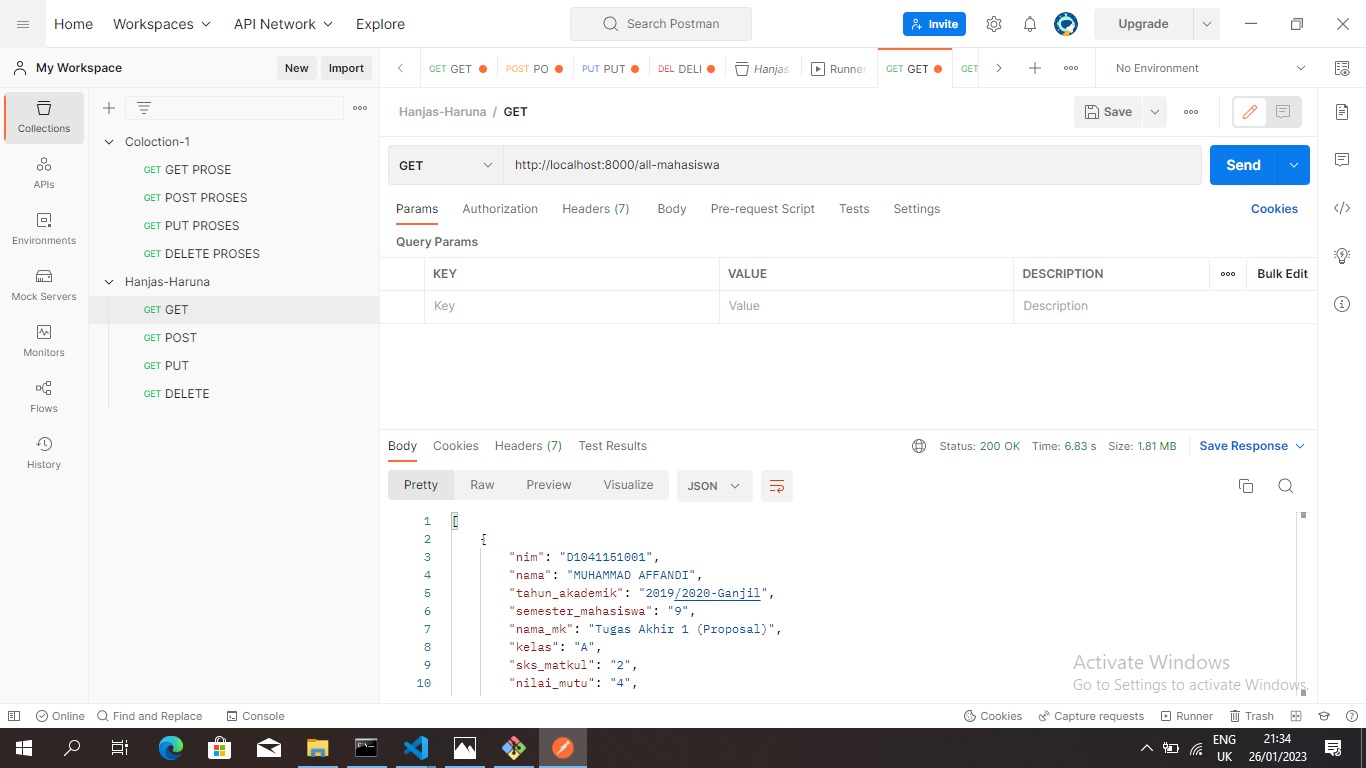 Home Workspaces API Network Explore Search Postman Invite Upgrade
My Workspace New Import GET GET POST PO PUT PUT DEL DELI Hanjas Runner GET GET GET No Environment
Collections
APIs
Environments
Mock Servers
Monitors
Flows
History
Coloction-1
GET GET PROSE
GET POST PROSES
GET PUT PROSES
GET DELETE PROSES
Hanjas-Haruna
GET GET
GET POST
GET PUT
GET DELETE
Hanjas-Haruna / GET Save
GET http://localhost:8000/all-mahasiswa Send
Params Authorization Headers (7) Body Pre-request Script Tests Settings Cookies
Query Params
KEY VALUE DESCRIPTION Bulk Edit
Key Value Description
Body Cookies Headers (7) Test Results Status: 200 OK Time: 6.83 s Size: 1.81 MB Save Response
Pretty Raw Preview Visualize JSON
1 [
2 {
3 "nim": "D1041151001",
4 "nama": "MUHAMMAD AFFANDI",
5 "tahun_akademik": "2019/2020-Ganjil",
6 "semester_mahasiswa": "9",
7 "nama_mk": "Tugas Akhir 1 (Proposal)",
8 "kelas": "A",
9 "sks_matkul": "2",
10 "nilai_mutu": "4",
Activate Windows
Go to Settings to activate Windows.
Online Find and Replace Console Cookies Capture requests Runner Trash
ENG 21:34
UK 26/01/2023